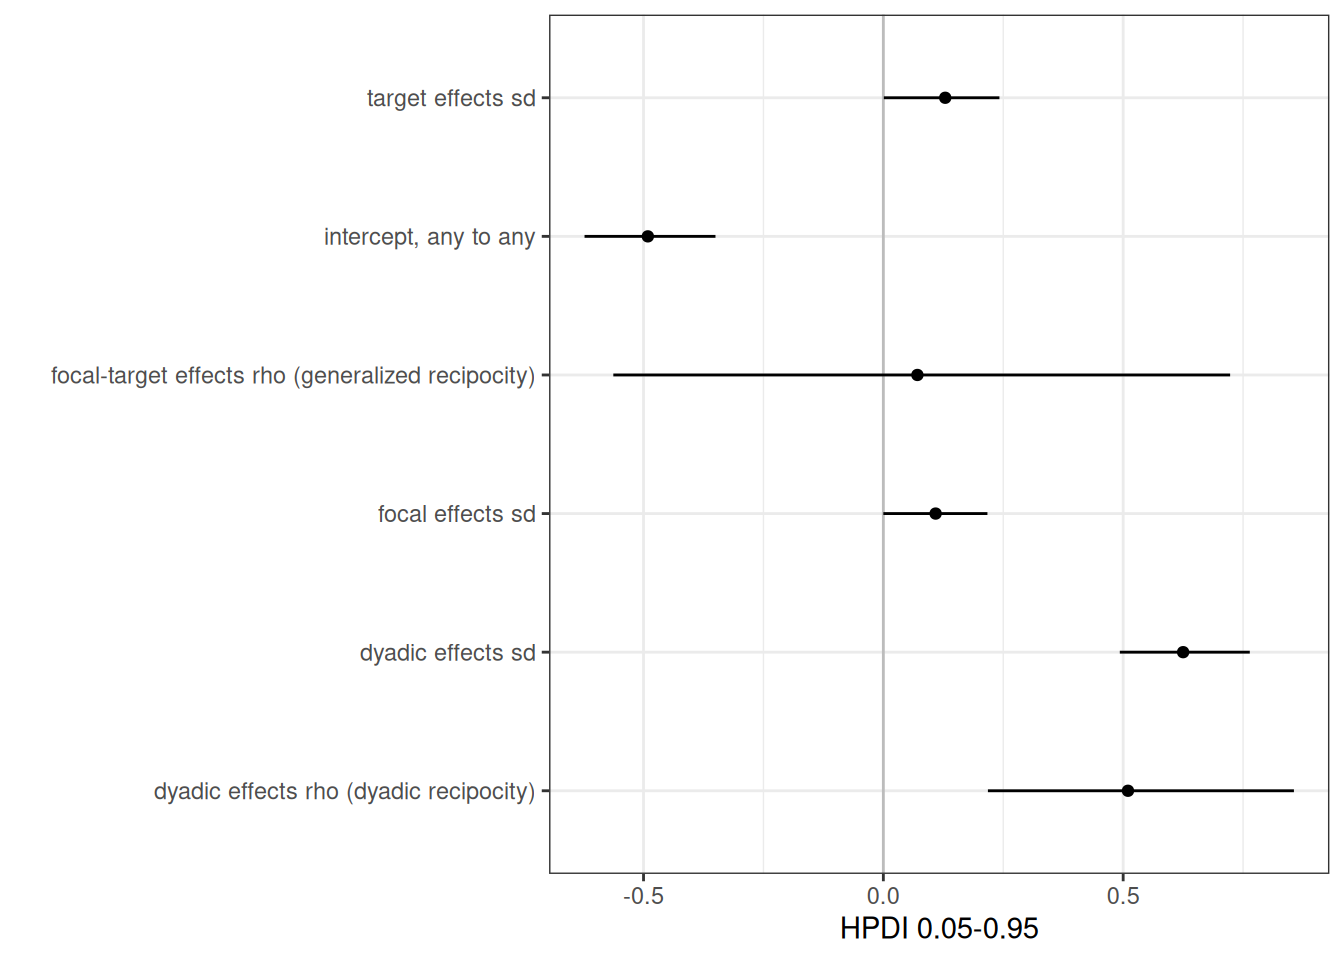 target effects sd
intercept, any to any
focal-target effects rho (generalized recipocity)
focal effects sd
dyadic effects sd
dyadic effects rho (dyadic recipocity)
-0.5 0.0 0.5
HPDI 0.05-0.95